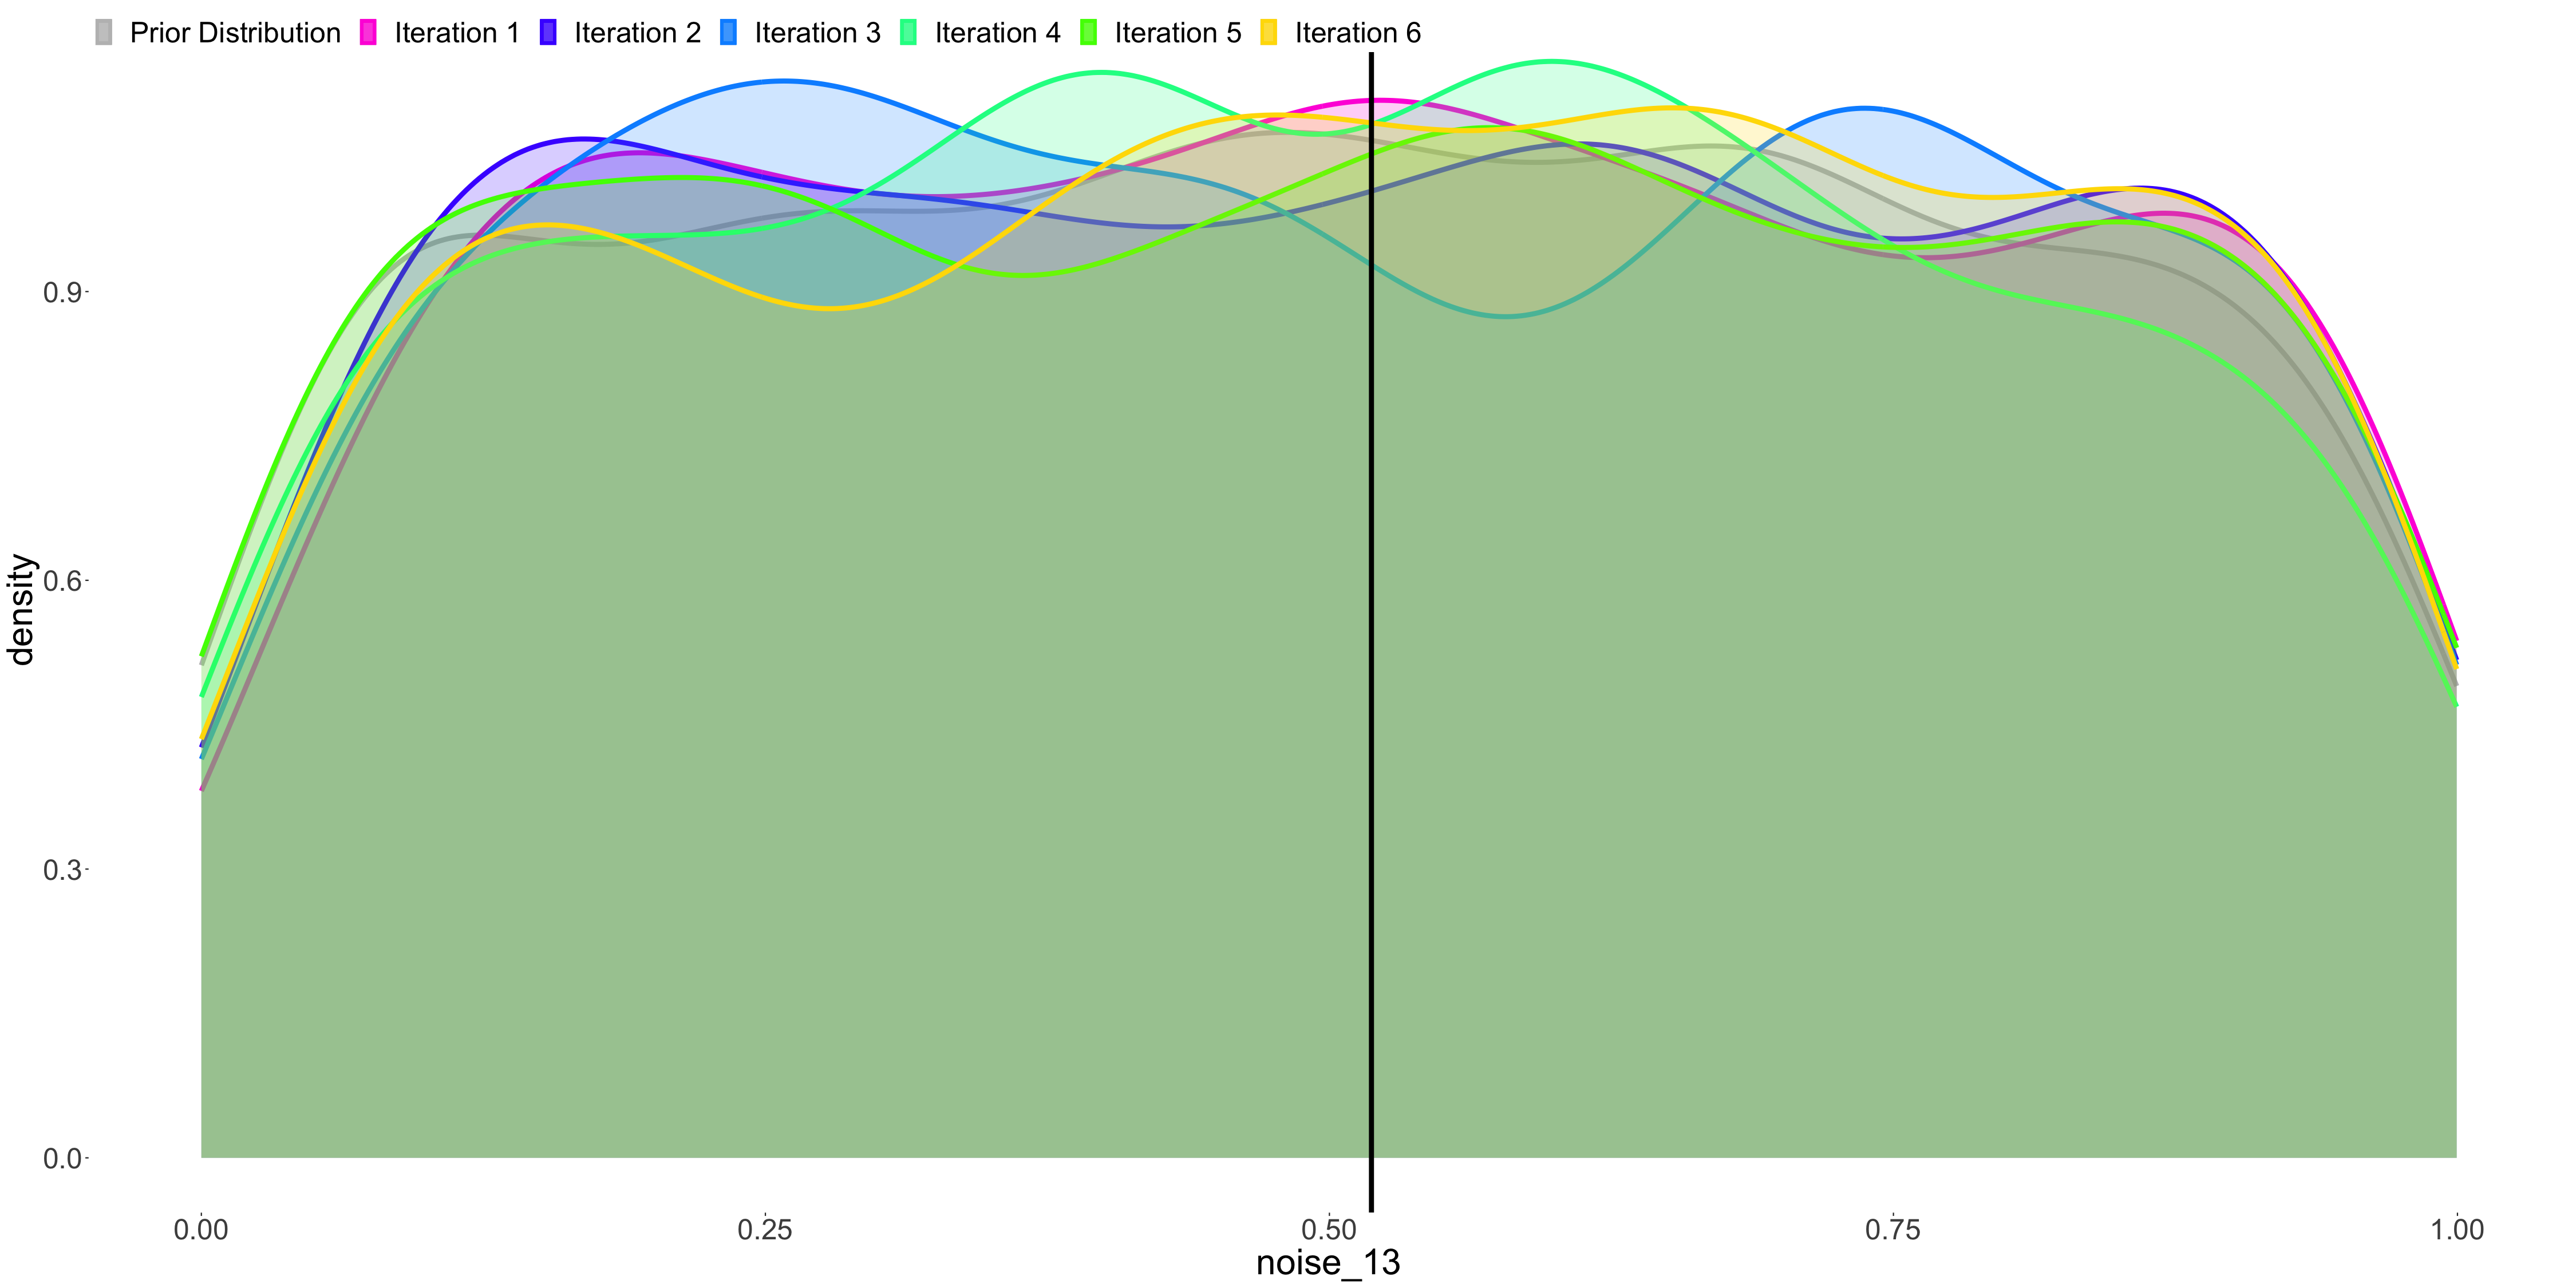 Prior Distribution Iteration 1 Iteration 2 Iteration 3 Iteration 4 Iteration 5 Iteration 6
density
0.9
0.6
0.3
0.0
0.00 0.25 0.50 0.75 1.00
noise_13